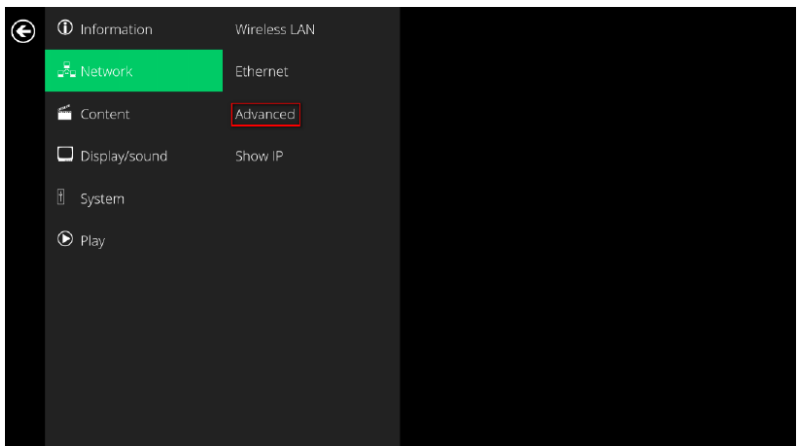 Information
Network
Content
Display/sound
System
Play
Wireless LAN
Ethernet
Advanced
Show IP